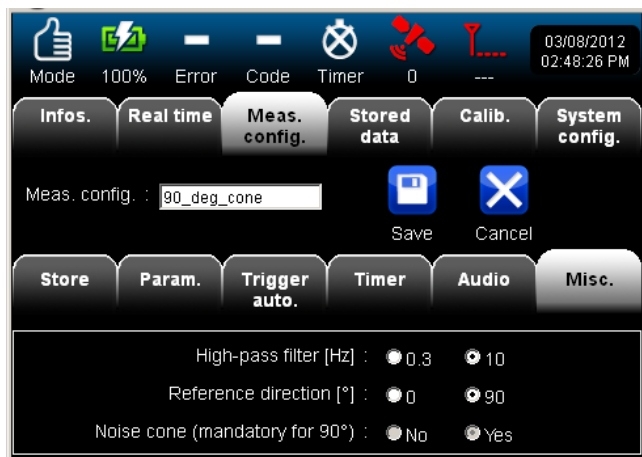 03/08/2012
02:48:26 PM
Mode 100% Error Code Timer 0 ---
Infos. Real time Meas. config. Stored data Calib. System config.
Meas. config. : 90_deg_cone
Save Cancel
Store Param. Trigger auto. Timer Audio Misc.
High-pass filter [Hz] : 0.3 10
Reference direction [°] : 0 90
Noise cone (mandatory for 90°) : No Yes